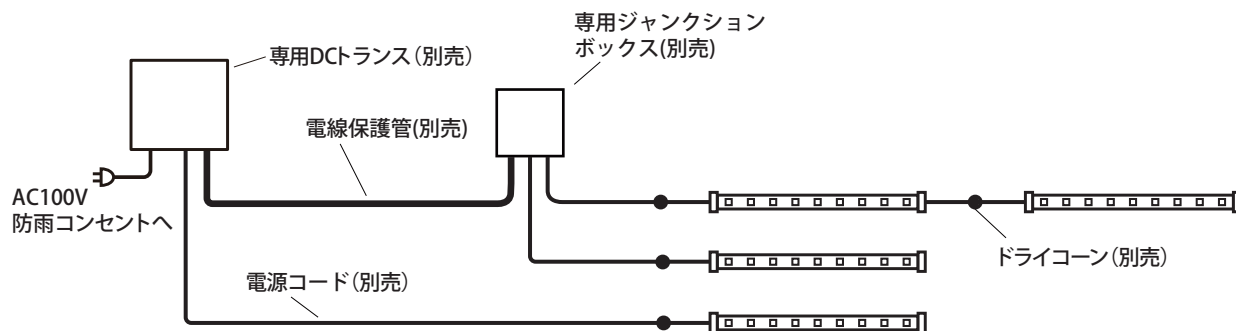 専用ジャンクション
ボックス(別売)
専用DCトランス（別売）
電線保護管(別売)
AC100V
防雨コンセントへ
ドライコーン（別売）
電源コード（別売）